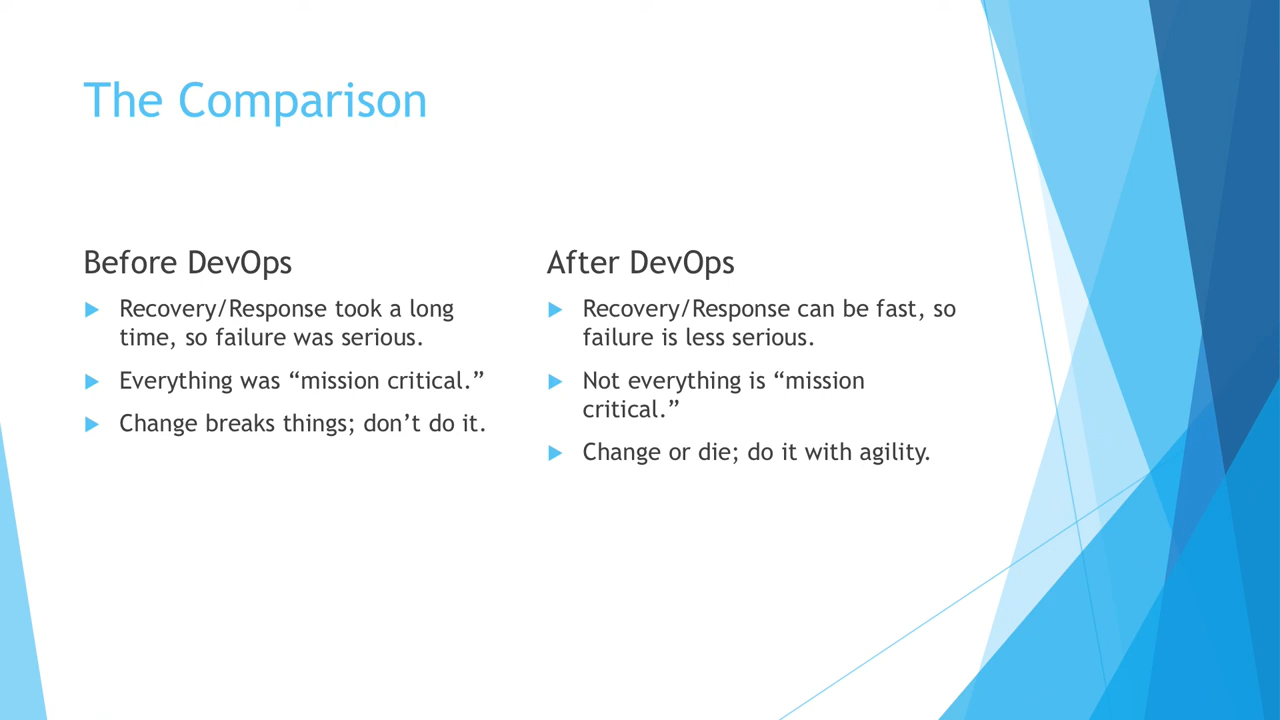 The Comparison
Before DevOps
Recovery/Response took a long
time, so failure was serious.
Everything was “mission critical.”
Change breaks things; don’t do it.
After DevOps
Recovery/Response can be fast, so
failure is less serious.
Not everything is “mission
critical.”
Change or die; do it with agility.